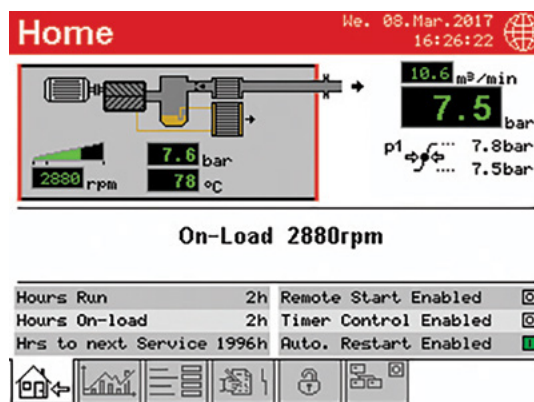 Home
We. 08.Mar.2017
16:26:22
10.6 m³/min
7.5 bar
p1 7.8bar
7.5bar
7.6 bar
2880 rpm
78 °C
On-Load 2880rpm
Hours Run 2h Remote Start Enabled
Hours On-load 2h Timer Control Enabled
Hrs to next Service 1996h Auto. Restart Enabled